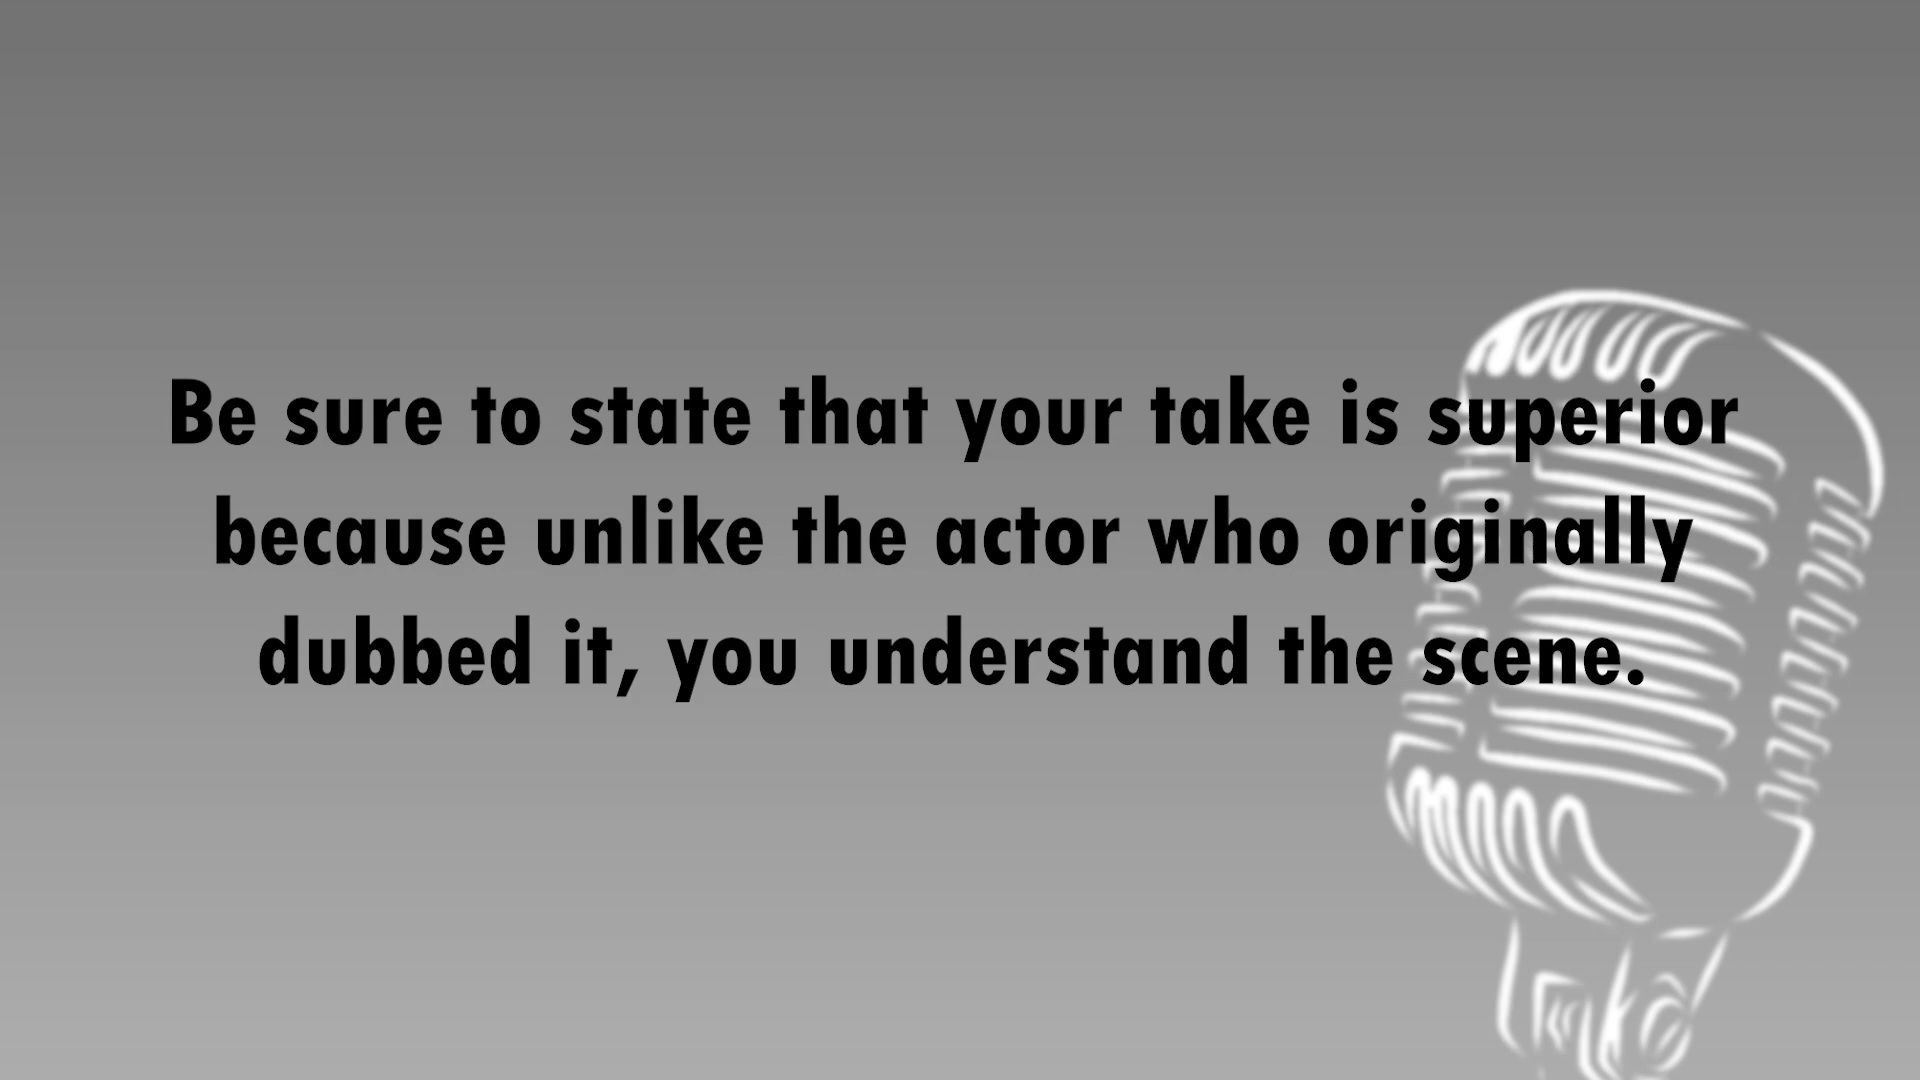 Be sure to state that your take is superior
because unlike the actor who originally
dubbed it, you understand the scene.